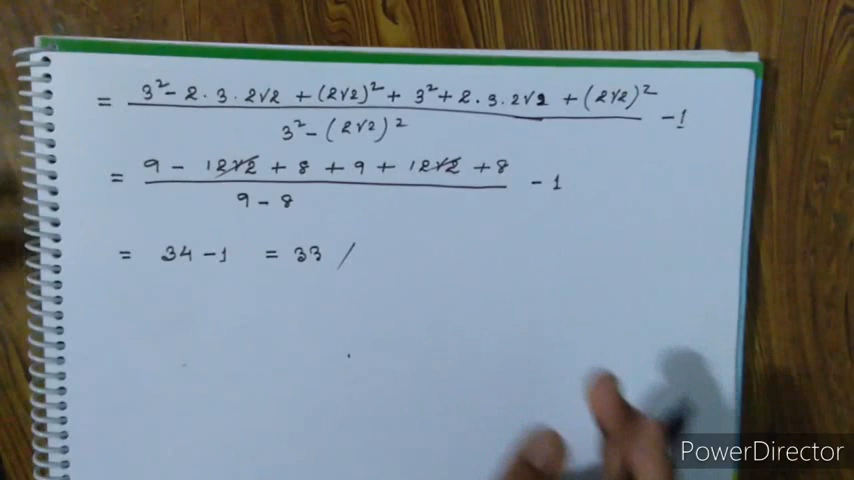 = 3² - 2 · 3 · 2√2 + (2√2)² + 3² + 2 · 3 · 2√2 + (2√2)² / 3² - (2√2)² - 1
= 9 - 12√2 + 8 + 9 + 12√2 + 8 / 9 - 8 - 1
= 34 - 1 = 33 /
PowerDirector